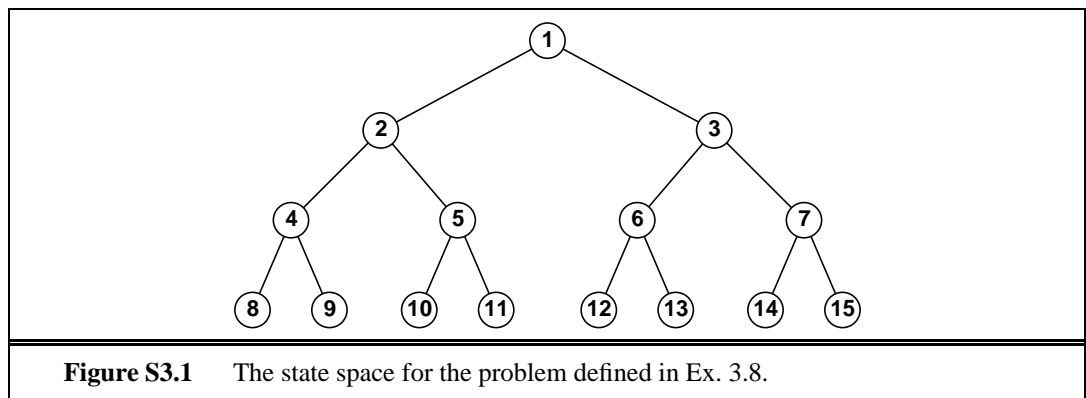 1
2 3
4 5 6 7
8 9 10 11 12 13 14 15
Figure S3.1 The state space for the problem defined in Ex. 3.8.